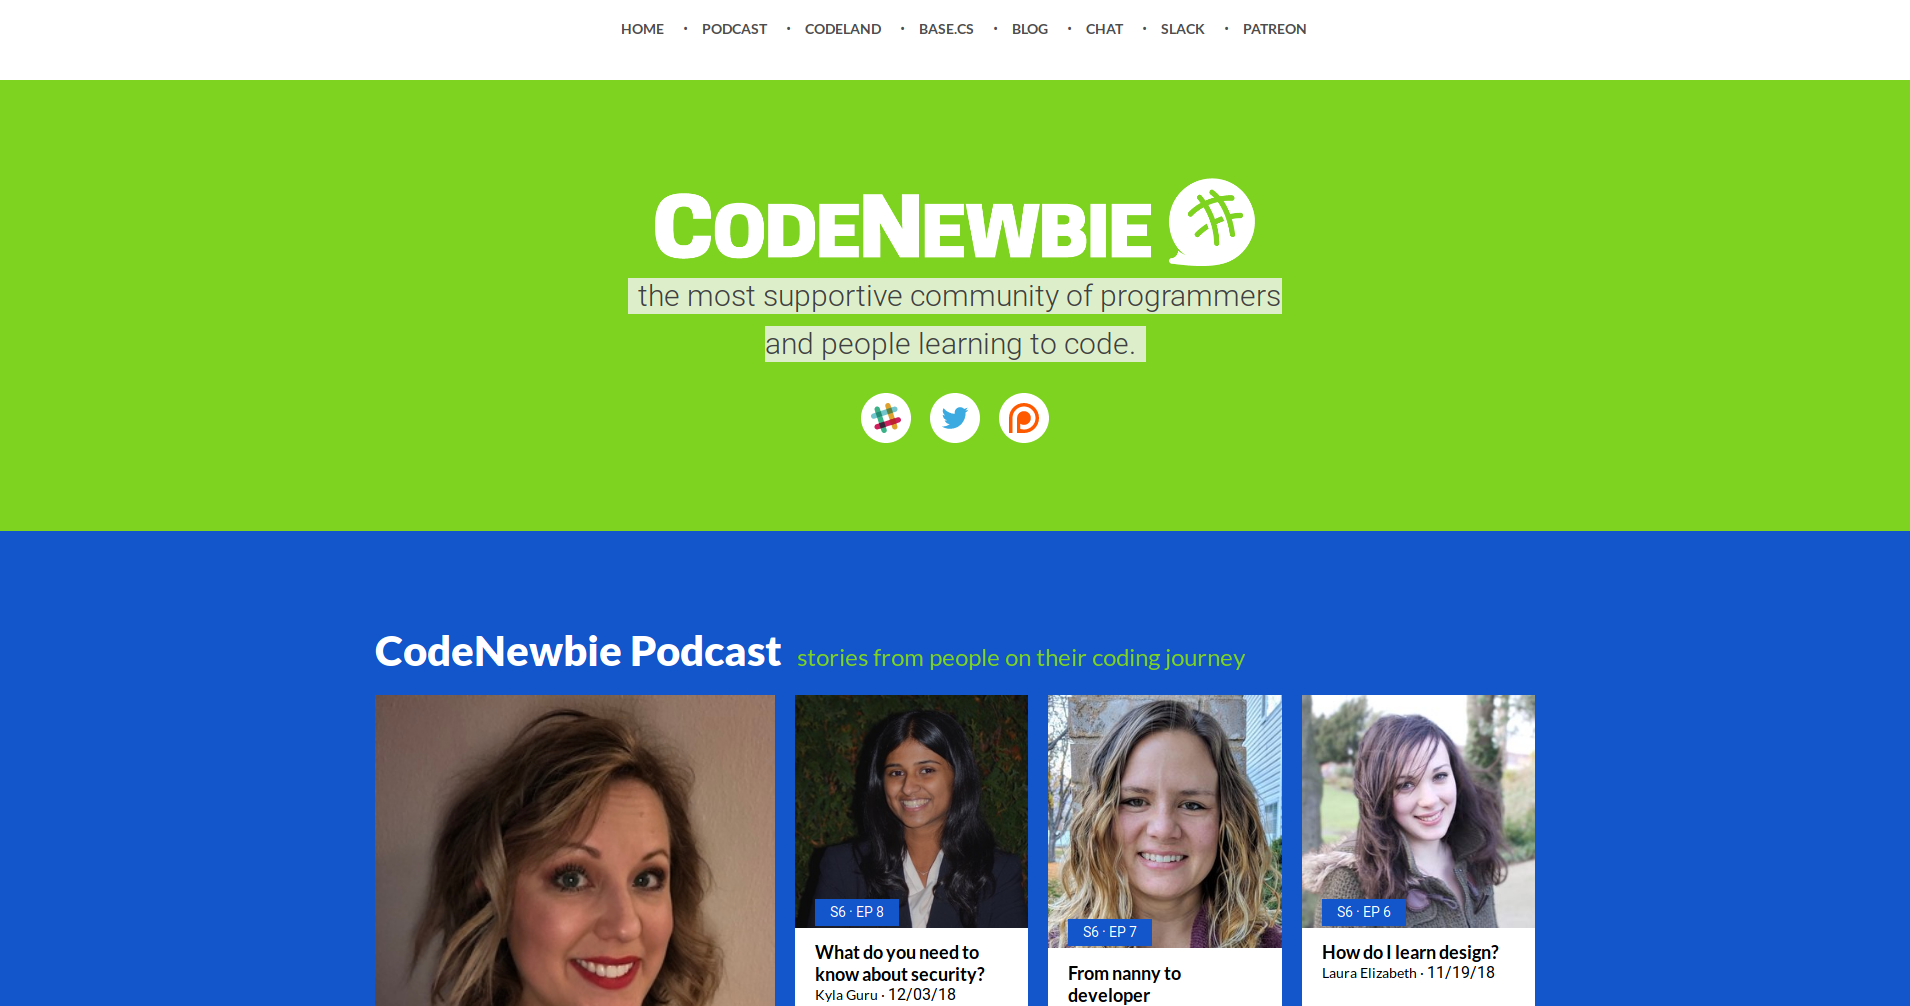 HOME · PODCAST · CODELAND · BASE.CS · BLOG · CHAT · SLACK · PATREON
CODENEWBIE
the most supportive community of programmers
and people learning to code.
CodeNewbie Podcast stories from people on their coding journey
S6 · EP 8
What do you need to
know about security?
Kyla Guru · 12/03/18
S6 · EP 7
From nanny to
developer
S6 · EP 6
How do I learn design?
Laura Elizabeth · 11/19/18